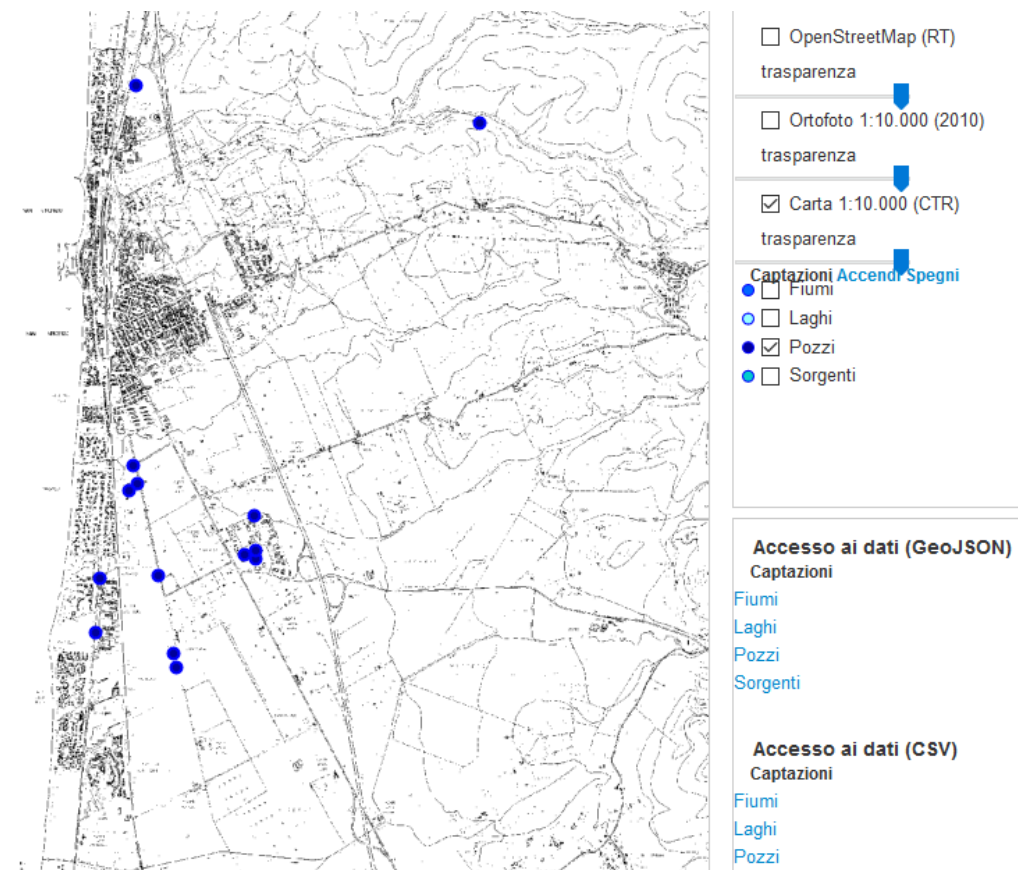 OpenStreetMap (RT)
trasparenza
Ortofoto 1:10.000 (2010)
trasparenza
Carta 1:10.000 (CTR)
trasparenza
Captazioni Accendi Spegni
Fiumi
Laghi
Pozzi
Sorgenti
Accesso ai dati (GeoJSON)
Captazioni
Fiumi
Laghi
Pozzi
Sorgenti
Accesso ai dati (CSV)
Captazioni
Fiumi
Laghi
Pozzi